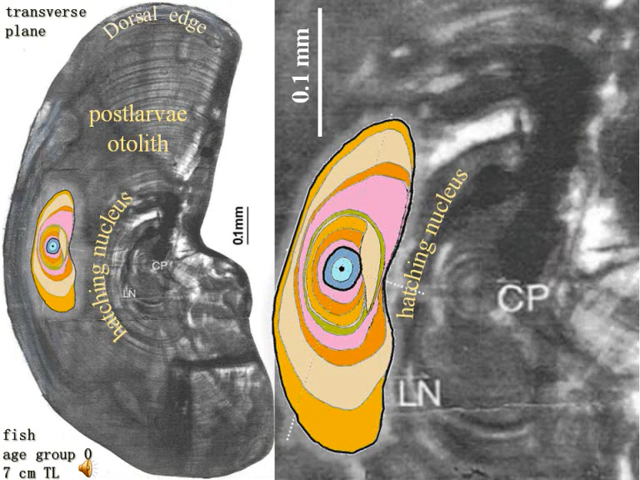 transverse
plane
Dorsal edge
postlarvae
otolith
hatching nucleus
CP
LN
0.1mm
fish
age group 0
7 cm TL
0.1 mm
hatching nucleus
CP
LN